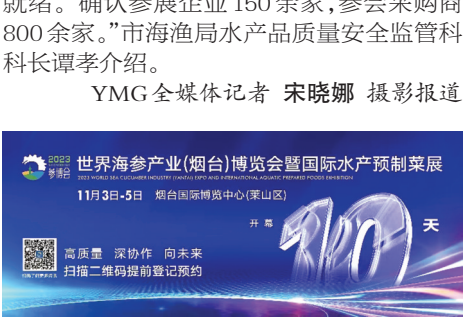 就绪。确认参展企业150余家,参会采购商
800余家。”市海渔局水产品质量安全监管科
科长谭孝介绍。
YMG全媒体记者 宋晓娜 摄影报道
2023
参博会
世界海参产业(烟台)博览会暨国际水产预制菜展
2023 WORLD SEA CUCUMBER INDUSTRY (YANTAI) EXPO AND INTERNATIONAL AQUATIC PREPARED FOODS EXHIBITION
11月3日-5日 烟台国际博览中心(莱山区)
开幕
天
高质量 深协作 向未来
扫描二维码提前登记预约